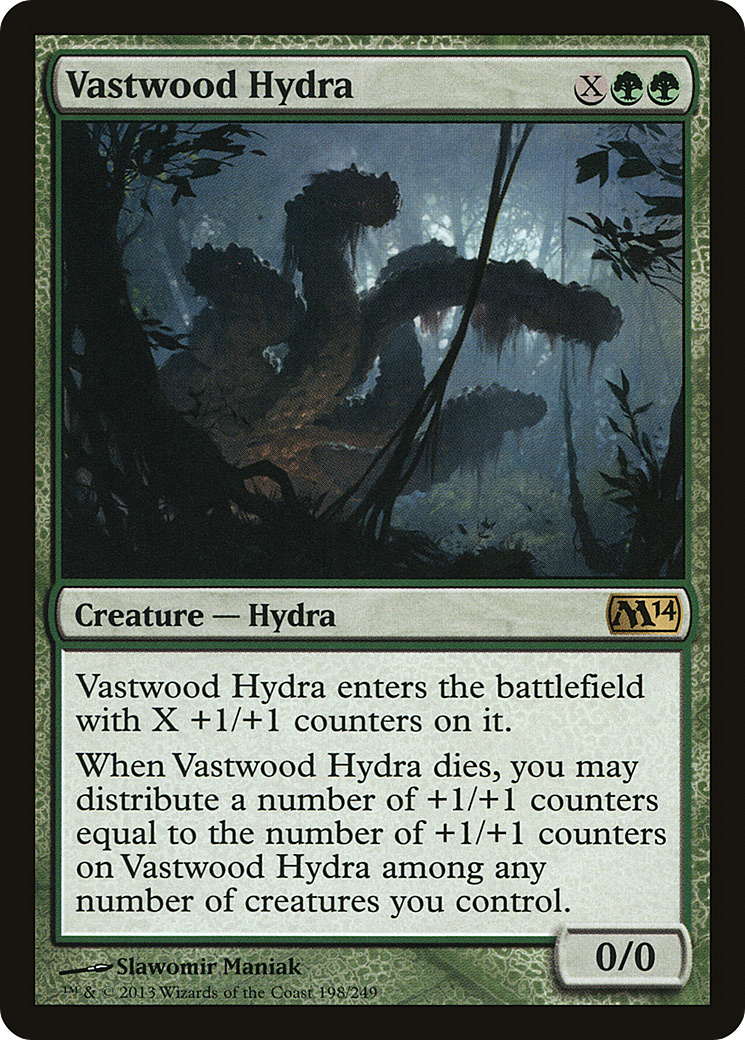 Vastwood Hydra X
Creature — Hydra M14
Vastwood Hydra enters the battlefield
with X +1/+1 counters on it.
When Vastwood Hydra dies, you may
distribute a number of +1/+1 counters
equal to the number of +1/+1 counters
on Vastwood Hydra among any
number of creatures you control.
0/0
Slawomir Maniak
™ & © 2013 Wizards of the Coast 198/249